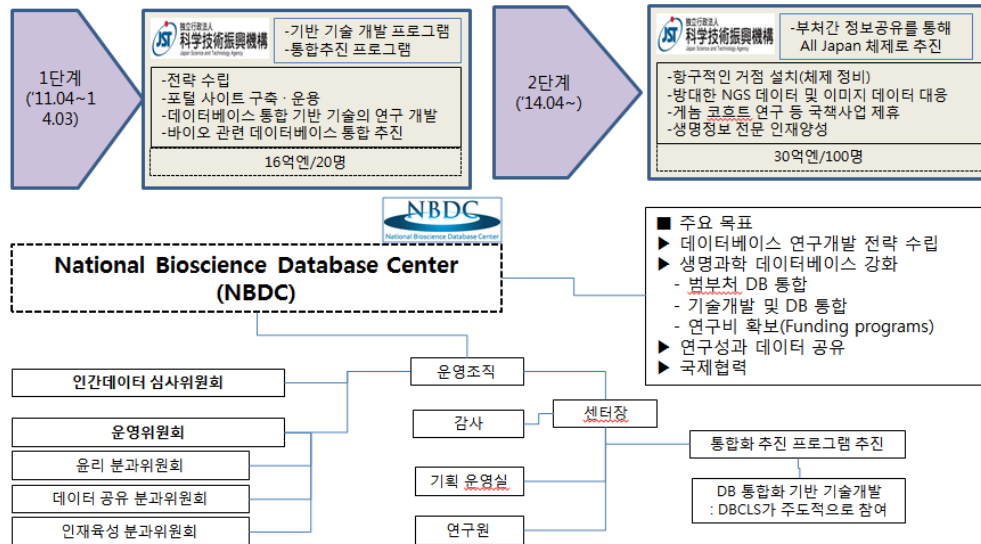 1단계
('11.04~1
4.03)
JST
独立行政法人
科学技術振興機構
Japan Science and Technology Agency
-기반 기술 개발 프로그램
-통합추진 프로그램
-전략 수립
-포털 사이트 구축 · 운용
-데이터베이스 통합 기반 기술의 연구 개발
-바이오 관련 데이터베이스 통합 추진
16억엔/20명
2단계
('14.04~)
JST
独立行政法人
科学技術振興機構
Japan Science and Technology Agency
-부처간 정보공유를 통해
All Japan 체제로 추진
-항구적인 거점 설치(체제 정비)
-방대한 NGS 데이터 및 이미지 데이터 대응
-게놈 코호트 연구 등 국책사업 제휴
-생명정보 전문 인재양성
30억엔/100명
NBDC
National Bioscience Database Center
National Bioscience Database Center
(NBDC)
■ 주요 목표
▶ 데이터베이스 연구개발 전략 수립
▶ 생명과학 데이터베이스 강화
- 범부처 DB 통합
- 기술개발 및 DB 통합
- 연구비 확보(Funding programs)
▶ 연구성과 데이터 공유
▶ 국제협력
운영조직
인간데이터 심사위원회
운영위원회
윤리 분과위원회
데이터 공유 분과위원회
인재육성 분과위원회
센터장
감사
기획 운영실
연구원
통합화 추진 프로그램 추진
DB 통합화 기반 기술개발
: DBCLS가 주도적으로 참여